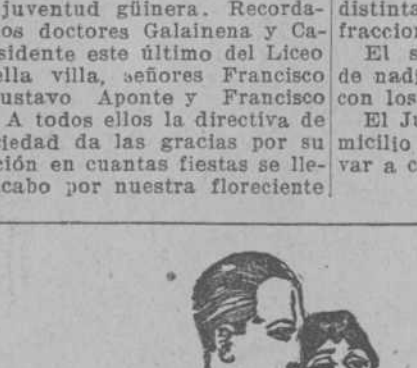 juventud güinera. Recorda-
os doctores Galainena y Ca-
sidente este último del Liceo
ella villa, señores Francisco
ustavo Aponte y Francisco
A todos ellos la directiva de
iedad da las gracias por su
ción en cuantas fiestas se lle-
cabo por nuestra floreciente
distinta
fraccion
El s
de nadi
con los
El Ju
micilio
var a c